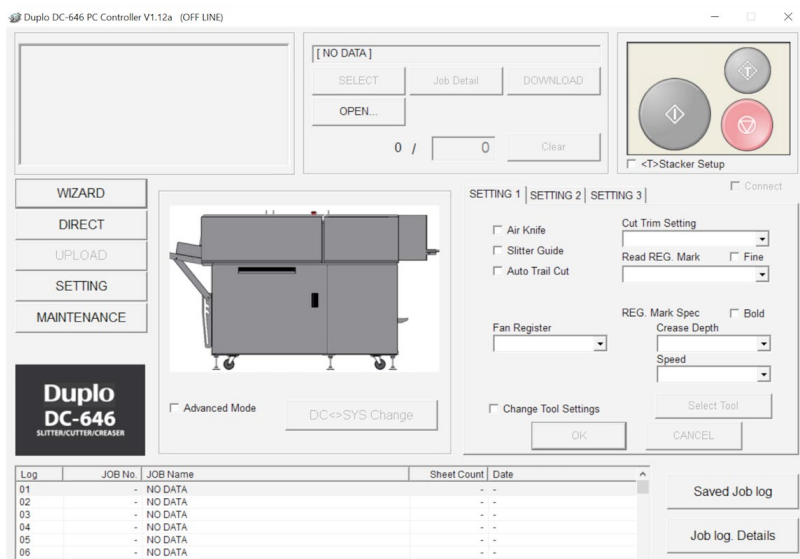 Duplo DC-646 PC Controller V1.12a (OFF LINE)
[ NO DATA ]
SELECT Job Detail DOWNLOAD
OPEN...
0 / 0 Clear
T
<T>Stacker Setup
Connect
WIZARD
DIRECT
UPLOAD
SETTING
MAINTENANCE
Duplo
DC-646
SLITTER/CUTTER/CREASER
Advanced Mode
DC<>SYS Change
SETTING 1 SETTING 2 SETTING 3
Air Knife
Slitter Guide
Auto Trail Cut
Cut Trim Setting
Read REG. Mark Fine
REG. Mark Spec Bold
Fan Register
Crease Depth
Speed
Change Tool Settings
Select Tool
OK CANCEL
Log JOB No. JOB Name Sheet Count Date
01 - NO DATA - -
02 - NO DATA - -
03 - NO DATA - -
04 - NO DATA - -
05 - NO DATA - -
06 - NO DATA - -
Saved Job log
Job log. Details